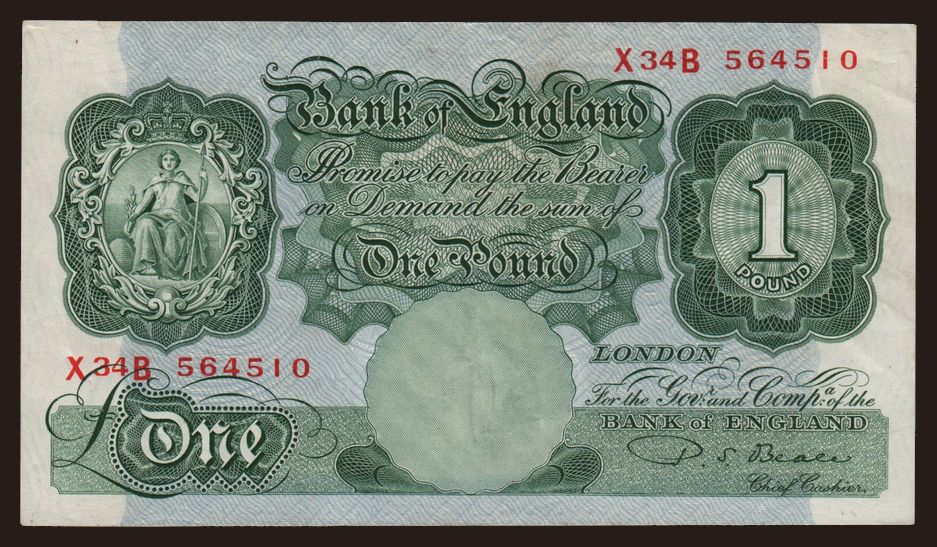 X34B 564510
Bank of England
Promise to pay the Bearer
on Demand the sum of
One Pound
1
POUND
X34B 564510
LONDON
For the Govr. and Compa. of the
BANK of ENGLAND
£One
P. S. Beale
Chief Cashier.